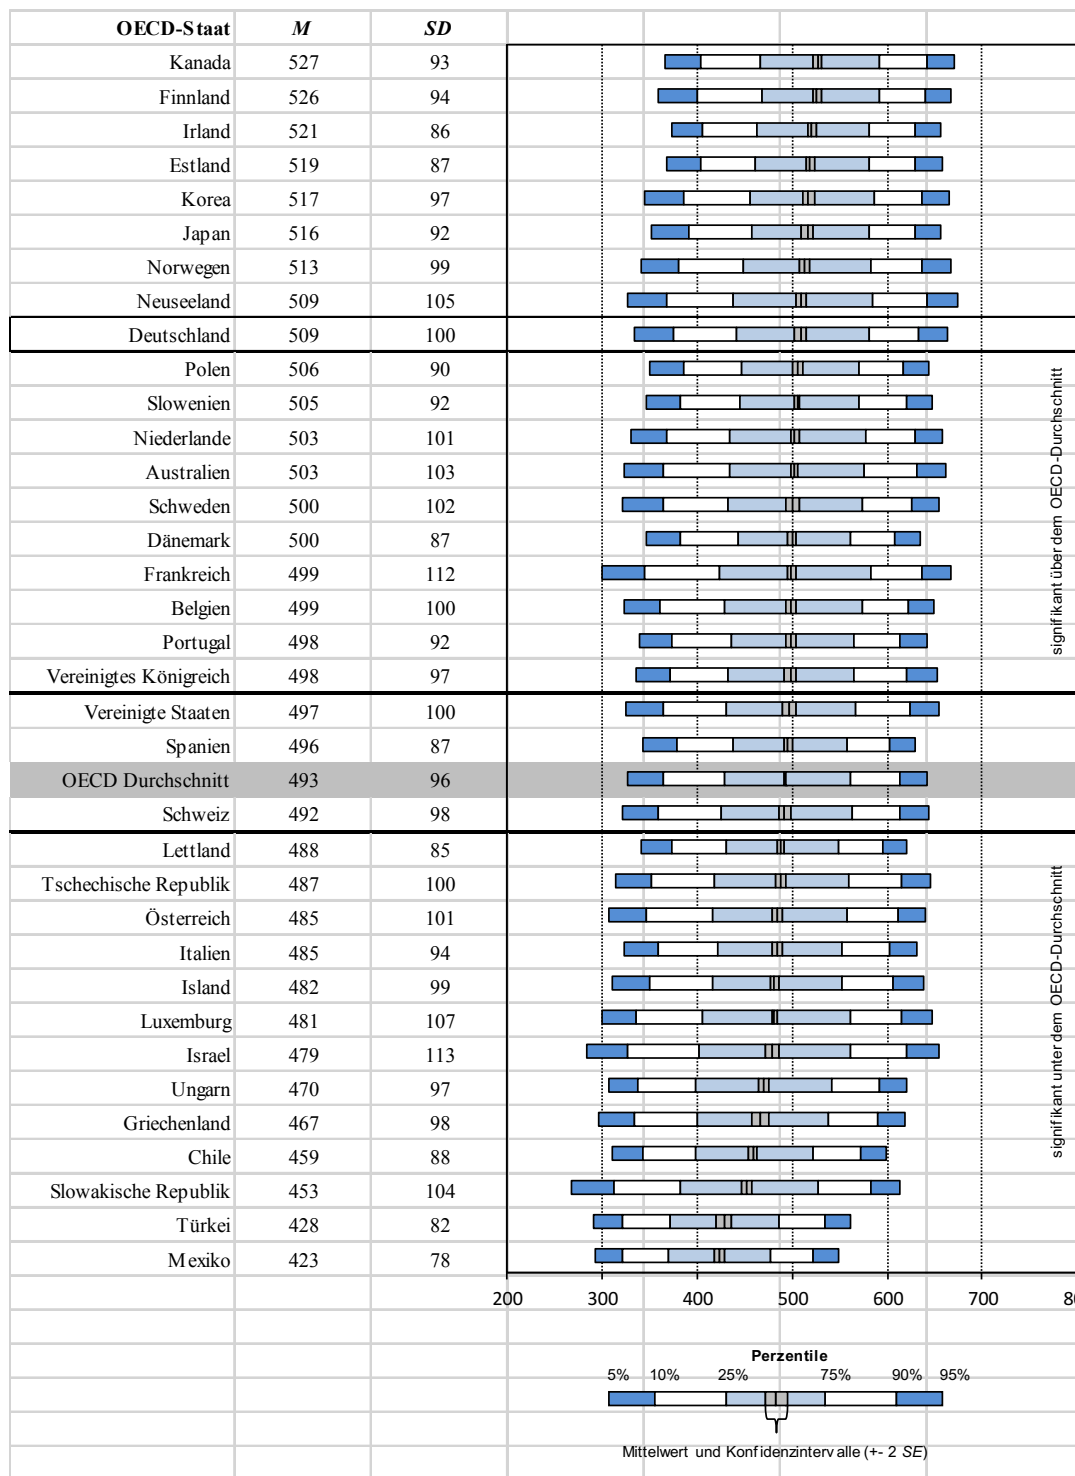 OECD-Staat M SD
Kanada 527 93
Finnland 526 94
Irland 521 86
Estland 519 87
Korea 517 97
Japan 516 92
Norwegen 513 99
Neuseeland 509 105
Deutschland 509 100
Polen 506 90
Slowenien 505 92
Niederlande 503 101
Australien 503 103
Schweden 500 102
Dänemark 500 87
Frankreich 499 112
Belgien 499 100
Portugal 498 92
Vereinigtes Königreich 498 97
signifikant über dem OECD-Durchschnitt
Vereinigte Staaten 497 100
Spanien 496 87
OECD Durchschnitt 493 96
Schweiz 492 98
Lettland 488 85
Tschechische Republik 487 100
Österreich 485 101
Italien 485 94
Island 482 99
Luxemburg 481 107
Israel 479 113
Ungarn 470 97
Griechenland 467 98
Chile 459 88
Slowakische Republik 453 104
Türkei 428 82
Mexiko 423 78
signifikant unter dem OECD-Durchschnitt
200 300 400 500 600 700
Perzentile
5% 10% 25% 75% 90% 95%
Mittelwert und Konfidenzintervalle (+- 2 SE)